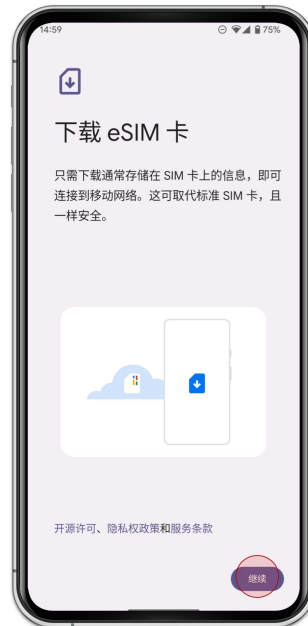 14:59
75%
下载 eSIM 卡
只需下载通常存储在 SIM 卡上的信息，即可
连接到移动网络。这可取代标准 SIM 卡，且
一样安全。
开源许可、隐私权政策和服务条款
继续